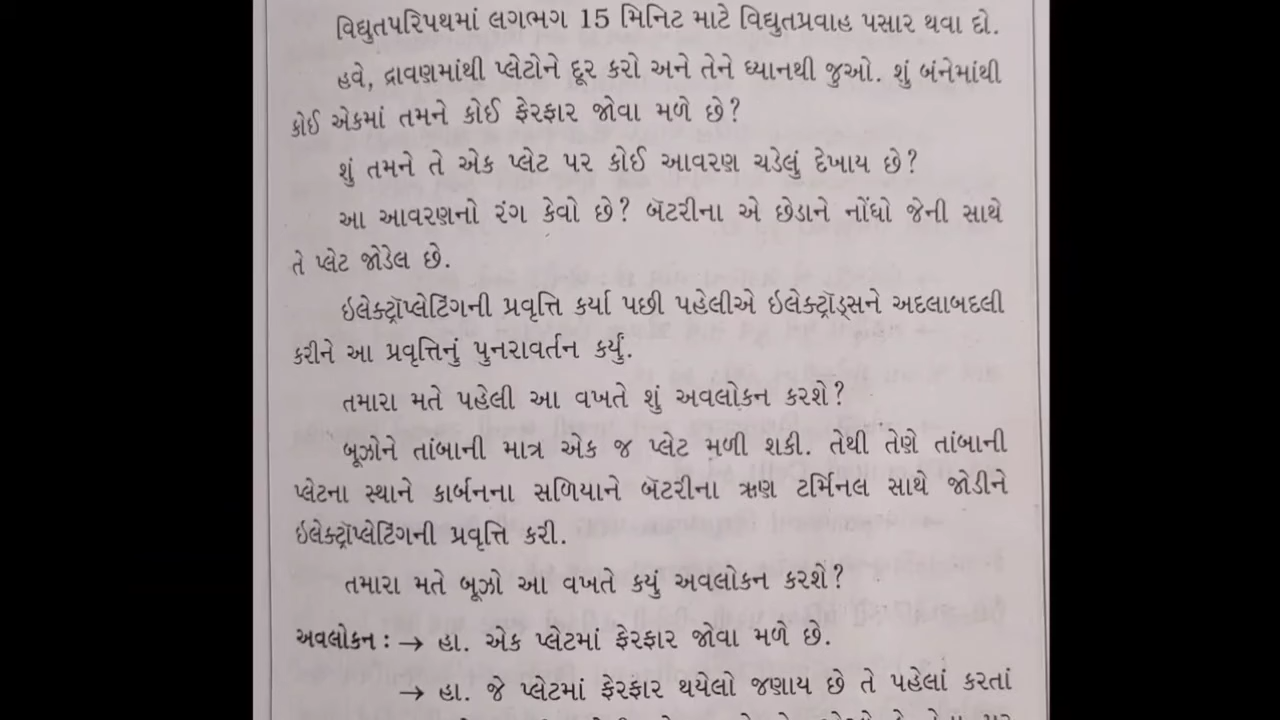 વિદ્યુતપરિપથમાં લગભગ 15 મિનિટ માટે વિદ્યુતપ્રવાહ પસાર થવા દો.
હવે, દ્રાવણમાંથી પ્લેટોને દૂર કરો અને તેને ધ્યાનથી જુઓ. શું બંનેમાંથી
કોઈ એકમાં તમને કોઈ ફેરફાર જોવા મળે છે?
શું તમને તે એક પ્લેટ પર કોઈ આવરણ ચડેલું દેખાય છે?
આ આવરણનો રંગ કેવો છે? બૅટરીના એ છેડાને નોંધો જેની સાથે
તે પ્લેટ જોડેલ છે.
ઇલેક્ટ્રૉપ્લેટિંગની પ્રવૃત્તિ કર્યા પછી પહેલીએ ઇલેક્ટ્રૉડ્સને અદલાબદલી
કરીને આ પ્રવૃત્તિનું પુનરાવર્તન કર્યું.
તમારા મતે પહેલી આ વખતે શું અવલોકન કરશે?
બૂઝોને તાંબાની માત્ર એક જ પ્લેટ મળી શકી. તેથી તેણે તાંબાની
પ્લેટના સ્થાને કાર્બનના સળિયાને બૅટરીના ઋણ ટર્મિનલ સાથે જોડીને
ઇલેક્ટ્રૉપ્લેટિંગની પ્રવૃત્તિ કરી.
તમારા મતે બૂઝો આ વખતે કયું અવલોકન કરશે?
અવલોકન : → હા. એક પ્લેટમાં ફેરફાર જોવા મળે છે.
→ હા. જે પ્લેટમાં ફેરફાર થયેલો જણાય છે તે પહેલાં કરતાં